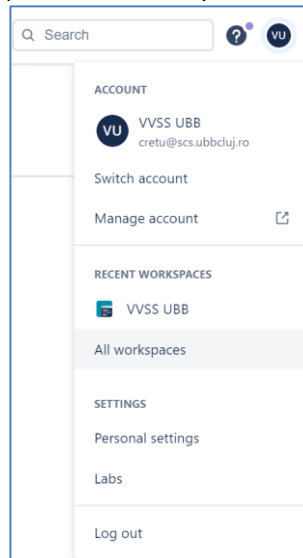 Search
VU
ACCOUNT
VU
VVSS UBB
cretu@scs.ubbcluj.ro
Switch account
Manage account
RECENT WORKSPACES
VVSS UBB
All workspaces
SETTINGS
Personal settings
Labs
Log out